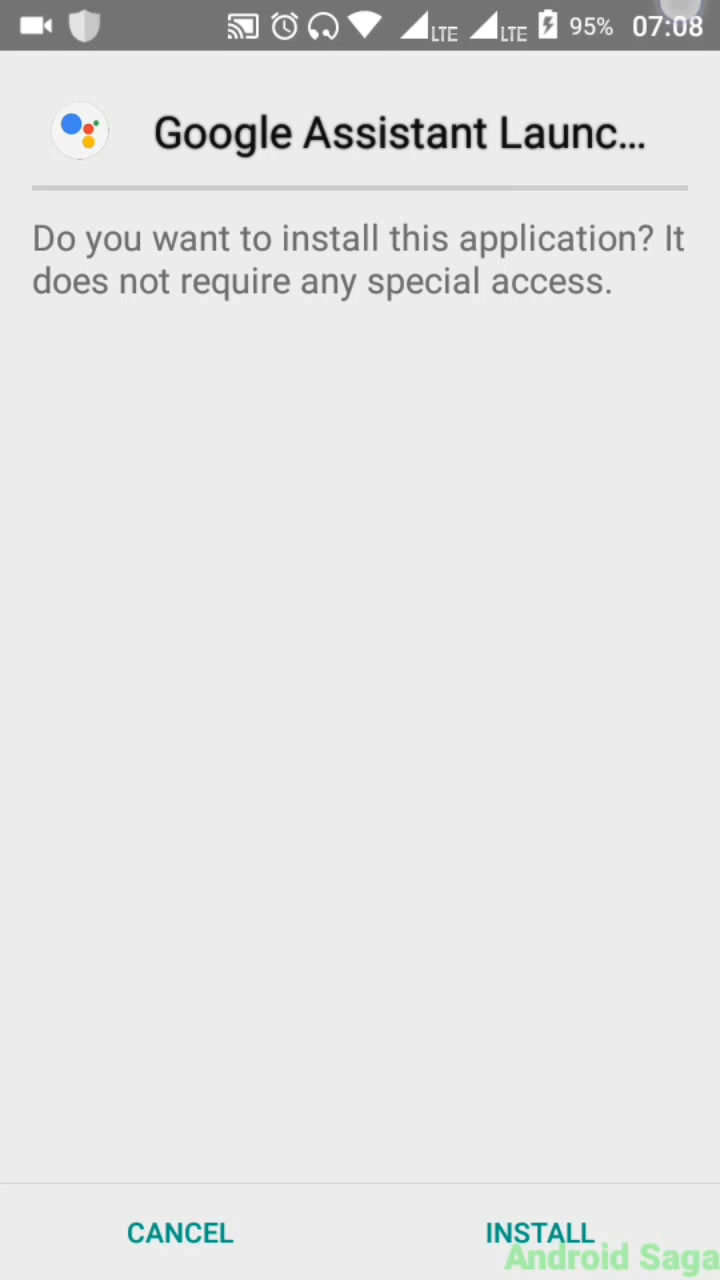 LTE LTE 95% 07:08
Google Assistant Launc...
Do you want to install this application? It
does not require any special access.
CANCEL INSTALL
Android Saga